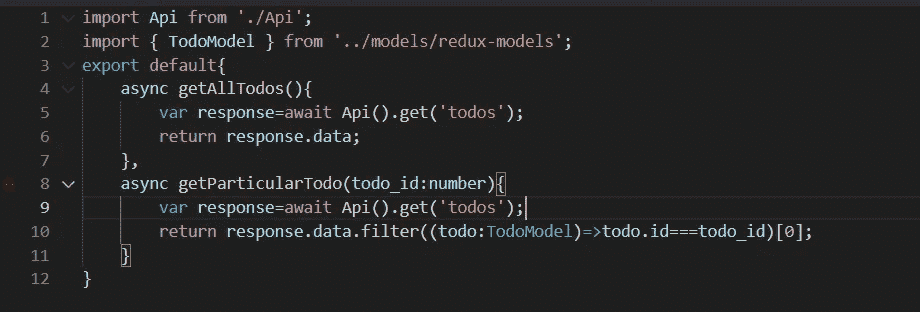 1 import Api from './Api';
2 import { TodoModel } from '../models/redux-models';
3 export default{
4     async getAllTodos(){
5         var response=await Api().get('todos');
6         return response.data;
7     },
8     async getParticularTodo(todo_id:number){
9         var response=await Api().get('todos');
10         return response.data.filter((todo:TodoModel)=>todo.id===todo_id)[0];
11     }
12 }